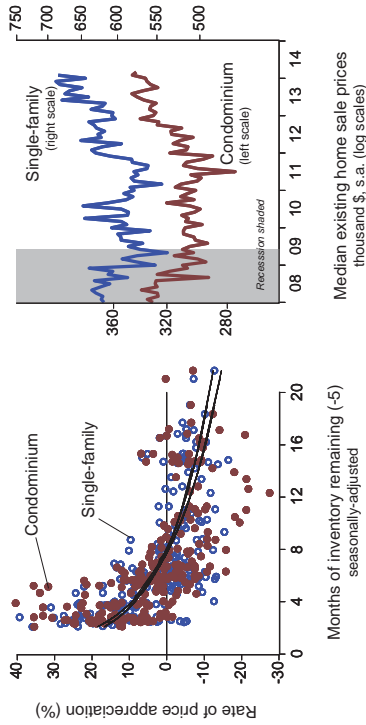 Rate of price appreciation (%)
40
30
20
10
0
-10
-20
-30
Condominium
Single-family
0
4
8
12
16
20
Months of inventory remaining (-5)
seasonally-adjusted
360
320
280
750
700
680
650
600
550
500
Single-family
(right scale)
Condominium
(left scale)
Recesssion shaded
08
09
10
11
12
13
14
Median existing home sale prices
thousand $, s.a. (log scales)